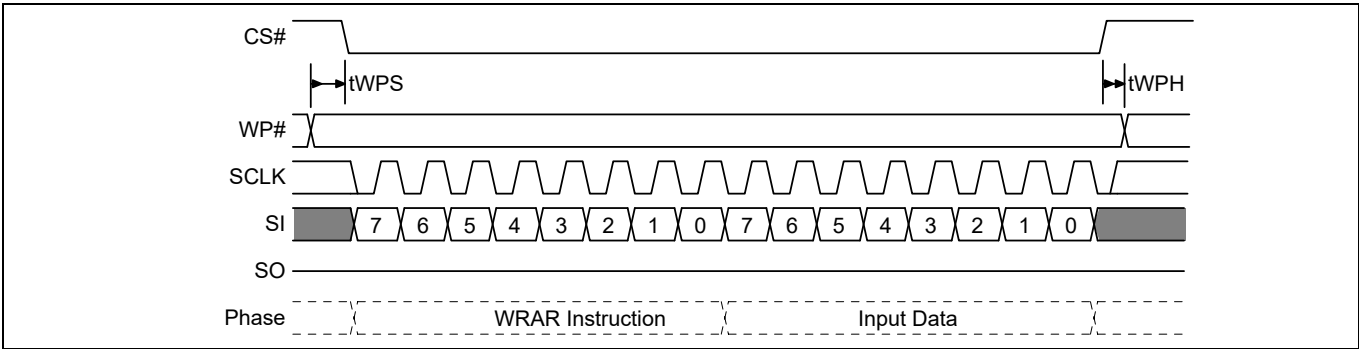 CS#
tWPS tWPH
WP#
SCLK
SI 7 6 5 4 3 2 1 0 7 6 5 4 3 2 1 0
SO
Phase WRAR Instruction Input Data